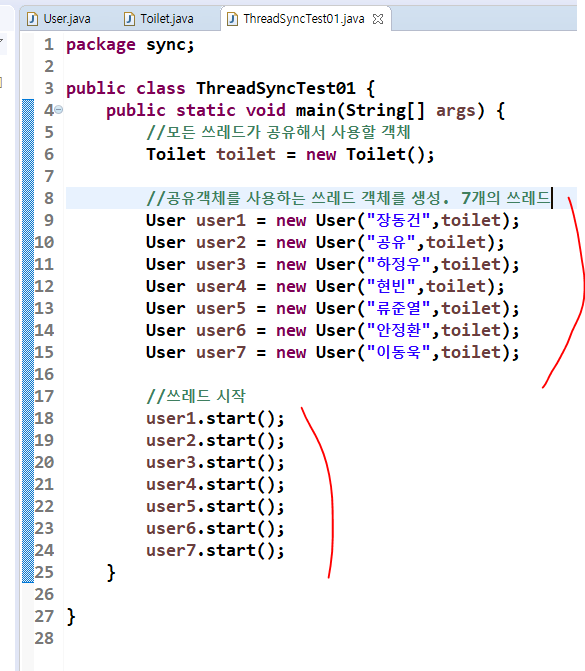 User.java Toilet.java ThreadSyncTest01.java
1 package sync;
2
3 public class ThreadSyncTest01 {
4 public static void main(String[] args) {
5 //모든 쓰레드가 공유해서 사용할 객체
6 Toilet toilet = new Toilet();
7
8 //공유객체를 사용하는 쓰레드 객체를 생성. 7개의 쓰레드
9 User user1 = new User("장동건",toilet);
10 User user2 = new User("공유",toilet);
11 User user3 = new User("하정우",toilet);
12 User user4 = new User("현빈",toilet);
13 User user5 = new User("류준열",toilet);
14 User user6 = new User("안정환",toilet);
15 User user7 = new User("이동욱",toilet);
16
17 //쓰레드 시작
18 user1.start();
19 user2.start();
20 user3.start();
21 user4.start();
22 user5.start();
23 user6.start();
24 user7.start();
25 }
26
27 }
28